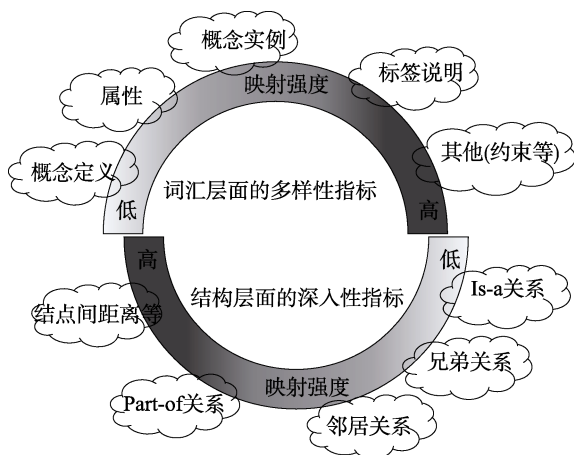 概念实例
映射强度
标签说明
属性
其他(约束等)
概念定义
词汇层面的多样性指标
低
高
高
低
结构层面的深入性指标
Is-a关系
结点间距离等
兄弟关系
映射强度
Part-of关系
邻居关系